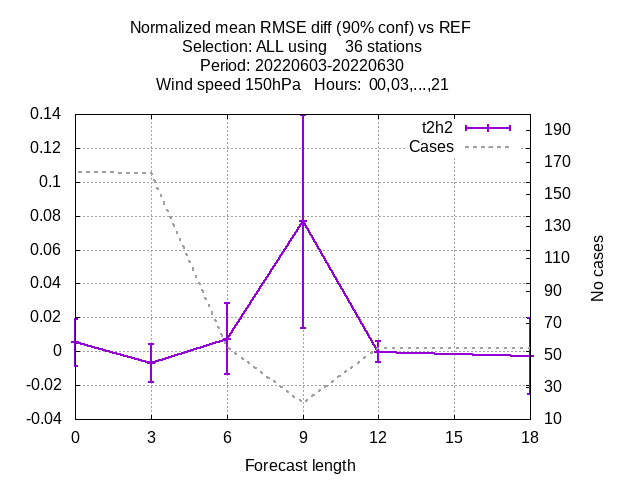 Normalized mean RMSE diff (90% conf) vs REF
Selection: ALL using 36 stations
Period: 20220603-20220630
Wind speed 150hPa Hours: 00,03,...,21
t2h2
Cases
0.14
0.12
0.1
0.08
0.06
0.04
0.02
0
-0.02
-0.04
190
170
150
130
110
90
70
50
30
10
No cases
0 3 6 9 12 15 18
Forecast length